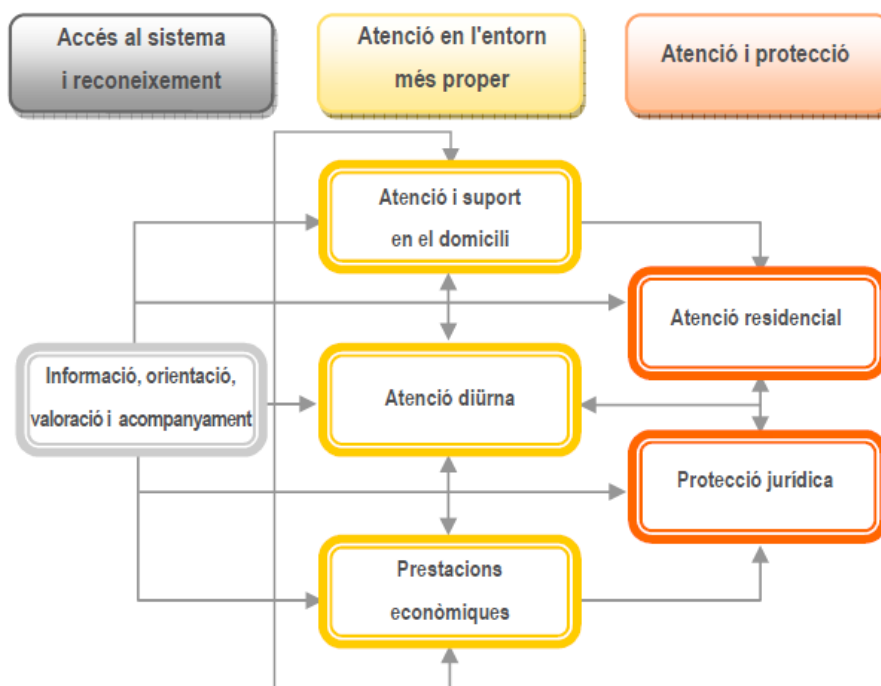 Accés al sistema
i reconeixement
Atenció en l'entorn
més proper
Atenció i protecció
Atenció i suport
en el domicili
Atenció residencial
Informació, orientació,
valoració i acompanyament
Atenció diürna
Protecció jurídica
Prestacions
econòmiques